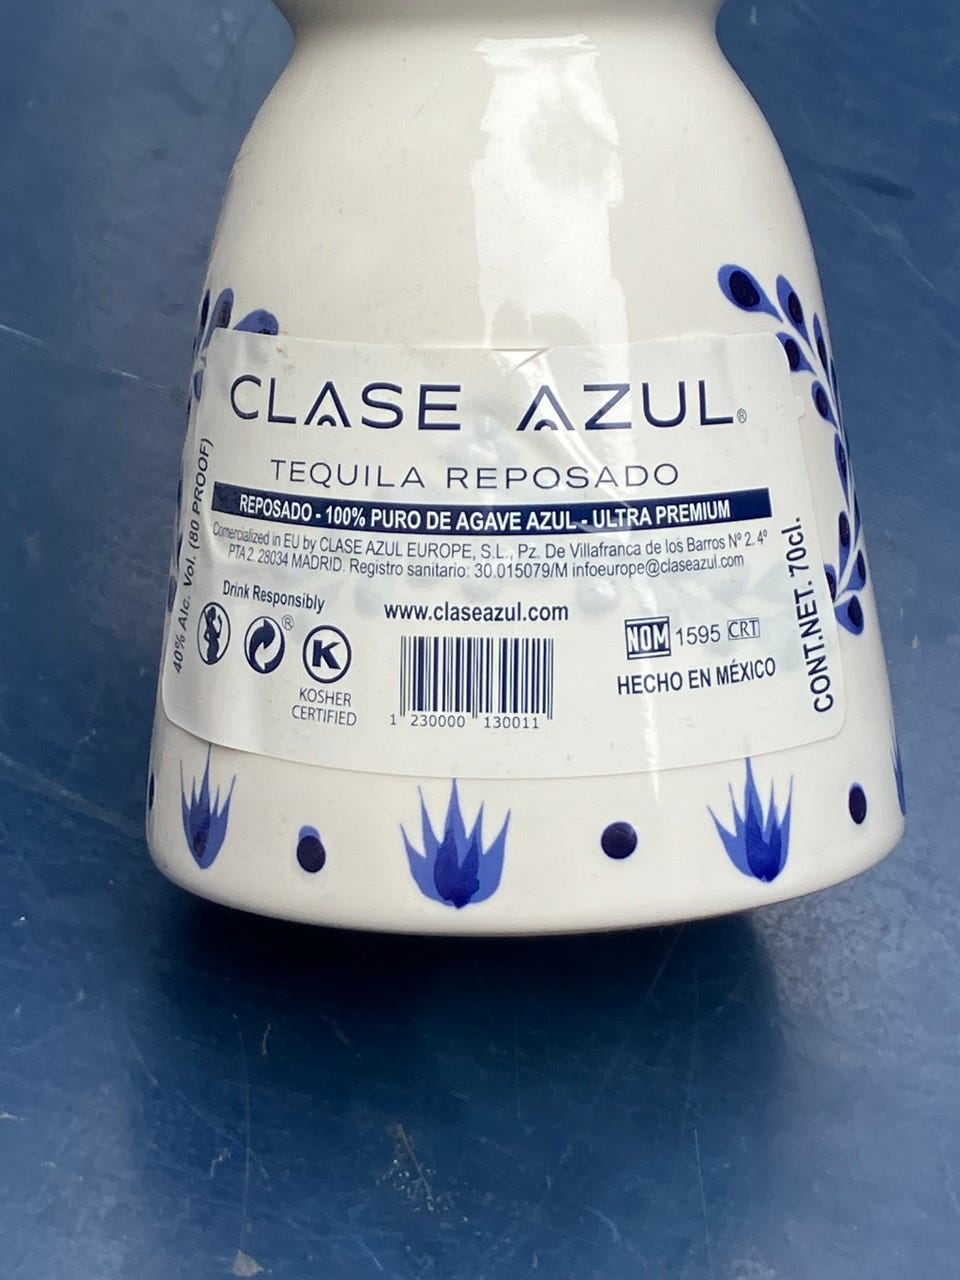 CLASE AZUL®
TEQUILA REPOSADO
REPOSADO - 100% PURO DE AGAVE AZUL - ULTRA PREMIUM
Comercialized in EU by CLASE AZUL EUROPE, S.L., Pz. De Villafranca de los Barros Nº 2. 4º
PTA 2. 28034 MADRID. Registro sanitario: 30.015079/M infoeurope@claseazul.com
40% Alc. Vol. (80 PROOF)
Drink Responsibly
www.claseazul.com
®
K
KOSHER
CERTIFIED
1 230000 130011
NOM 1595 CRT
HECHO EN MÉXICO
CONT.NET. 70cl.